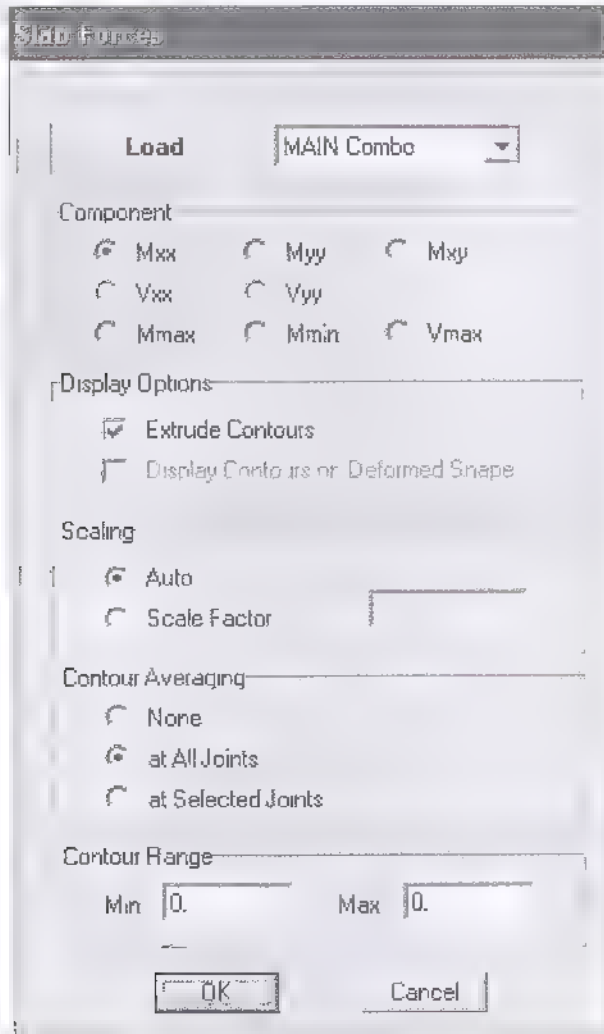 Slab Forces
Load MAIN Combo
Component
Mxx Myy Mxy
Vxx Vyy
Mmax Mmin Vmax
Display Options
Extrude Contours
Display Contours on Deformed Shape
Scaling
Auto
Scale Factor
Contour Averaging
None
at All Joints
at Selected Joints
Contour Range
Min 0. Max 0.
OK Cancel